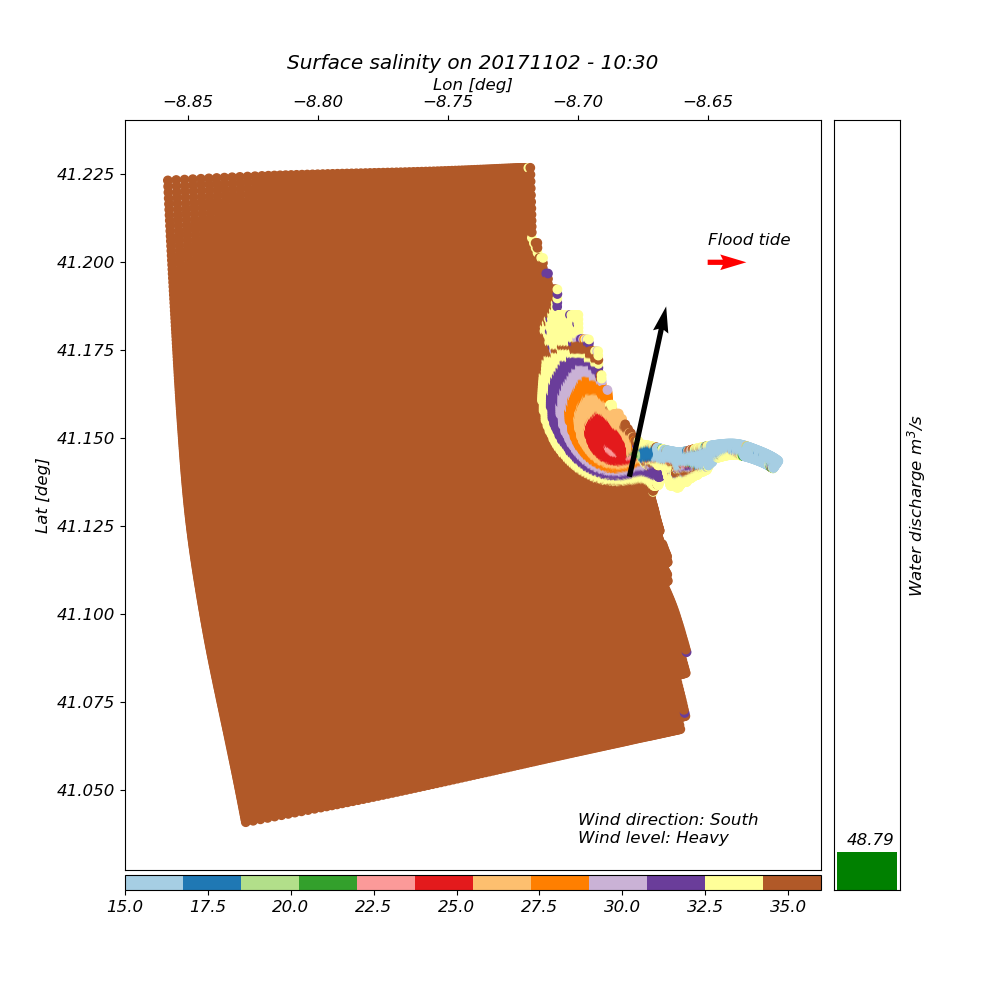 Surface salinity on 20171102 - 10:30
Lon [deg]
−8.85 −8.80 −8.75 −8.70 −8.65
41.225
41.200
41.175
41.150
41.125
41.100
41.075
41.050
Lat [deg]
Flood tide
Wind direction: South
Wind level: Heavy
48.79
Water discharge m³/s
15.0 17.5 20.0 22.5 25.0 27.5 30.0 32.5 35.0